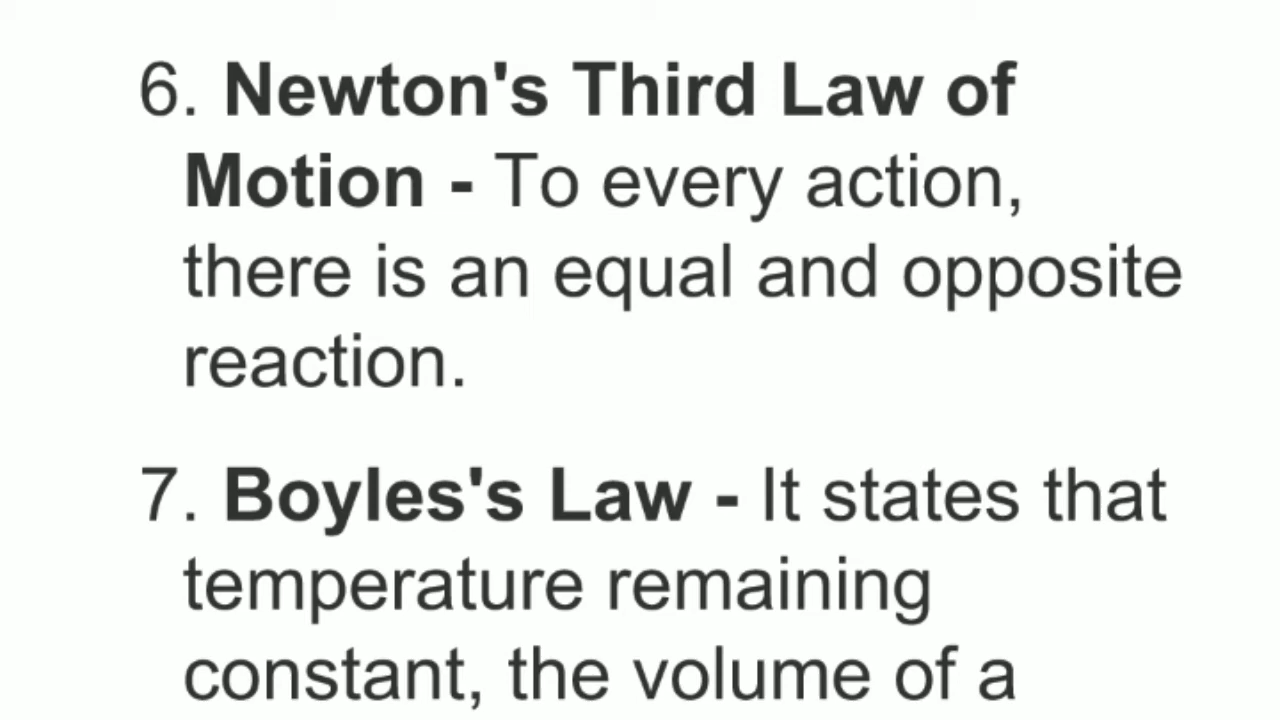 6. Newton's Third Law of
Motion - To every action,
there is an equal and opposite
reaction.
7. Boyles's Law - It states that
temperature remaining
constant, the volume of a